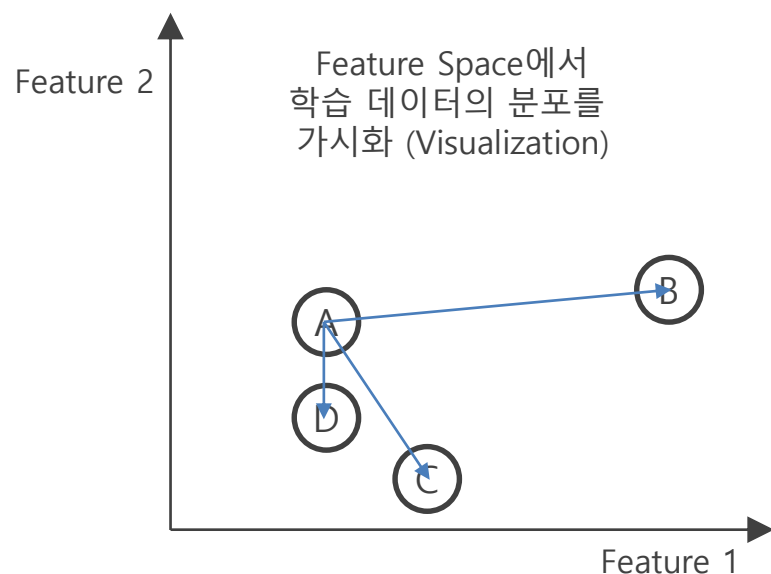 Feature Space에서
학습 데이터의 분포를
가시화 (Visualization)
Feature 2
B
A
D
C
Feature 1